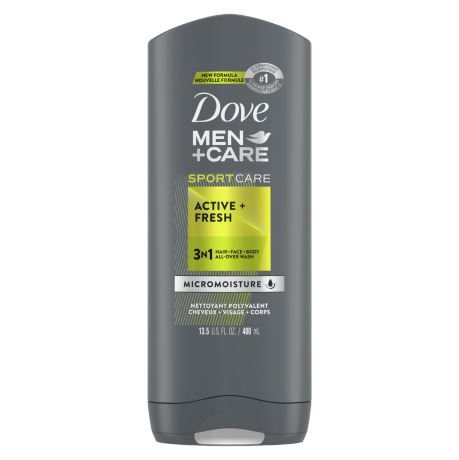 NEW FORMULA
NOUVELLE FORMULE
#1
Dove
MEN
+CARE
SPORTCARE
ACTIVE +
FRESH
3IN1 HAIR+FACE+BODY
ALL-OVER WASH
MICROMOISTURE
NETTOYANT POLYVALENT
CHEVEUX + VISAGE + CORPS
13.5 U.S. FL. OZ. / 400 mL